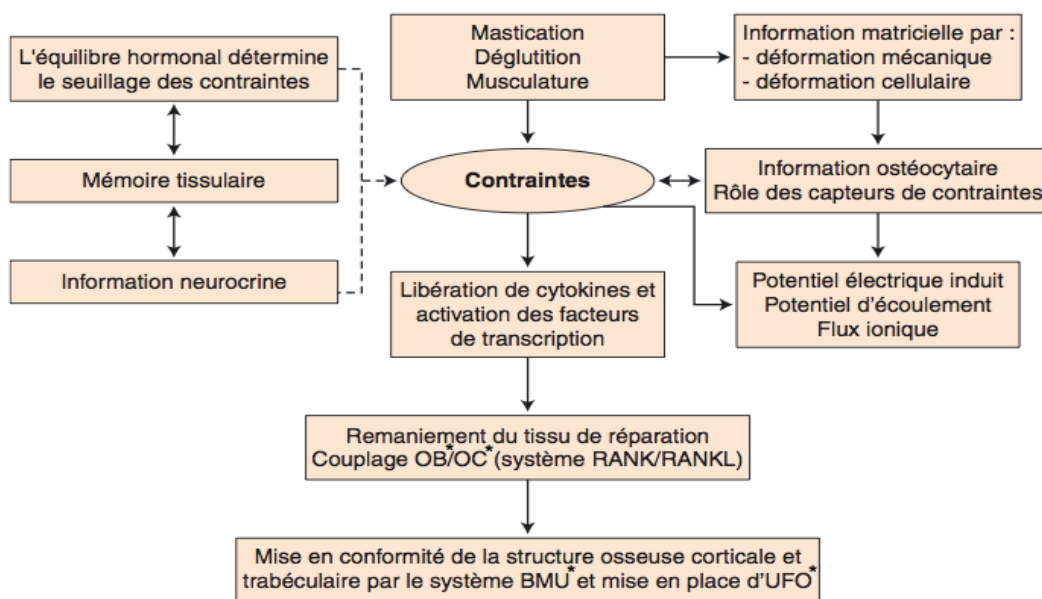 L'équilibre hormonal détermine
le seuillage des contraintes
Mastication
Déglutition
Musculature
Information matricielle par :
- déformation mécanique
- déformation cellulaire
Mémoire tissulaire
Contraintes
Information ostéocytaire
Rôle des capteurs de contraintes
Information neurocrine
Libération de cytokines et
activation des facteurs
de transcription
Potentiel électrique induit
Potentiel d'écoulement
Flux ionique
Remaniement du tissu de réparation
Couplage OB*/OC* (système RANK/RANKL)
Mise en conformité de la structure osseuse corticale et
trabéculaire par le système BMU* et mise en place d'UFO*